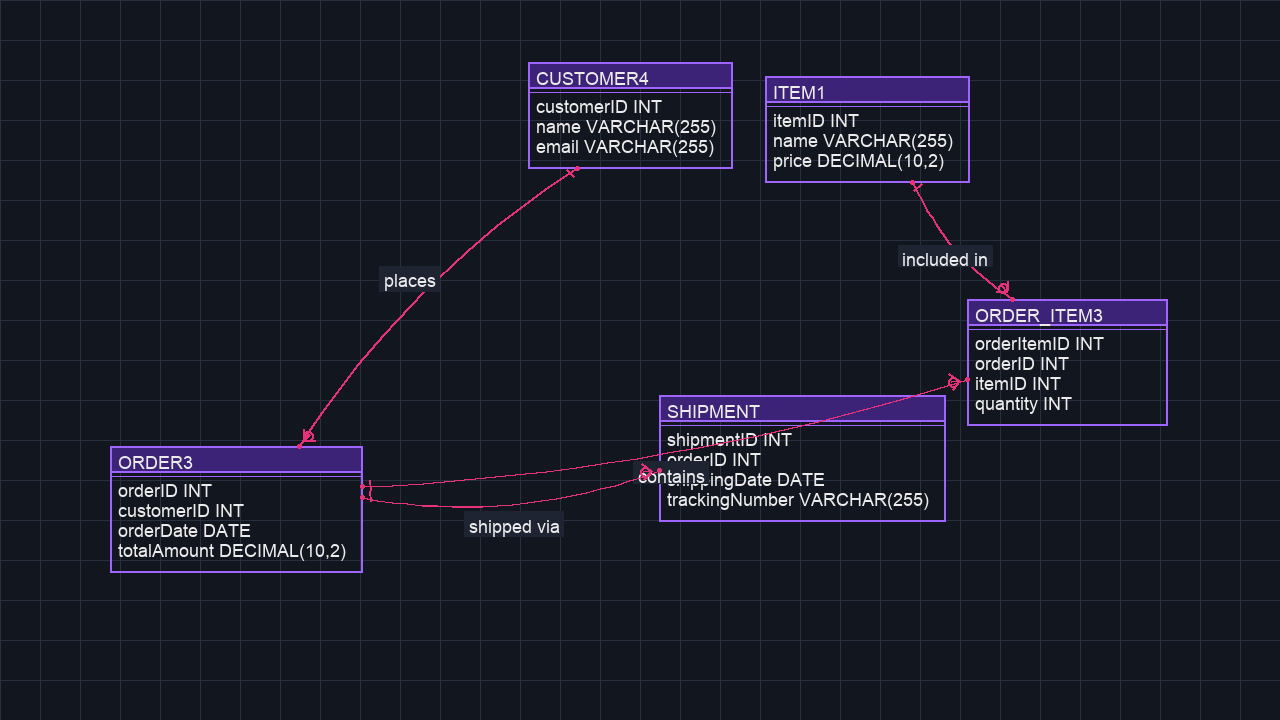 CUSTOMER4
customerID INT
name VARCHAR(255)
email VARCHAR(255)
ITEM1
itemID INT
name VARCHAR(255)
price DECIMAL(10,2)
places
included in
ORDER_ITEM3
orderItemID INT
orderID INT
itemID INT
quantity INT
SHIPMENT
shipmentID INT
orderID INT
DATE
trackingNumber VARCHAR(255)
contains
ORDER3
orderID INT
customerID INT
orderDate DATE
totalAmount DECIMAL(10,2)
shipped via